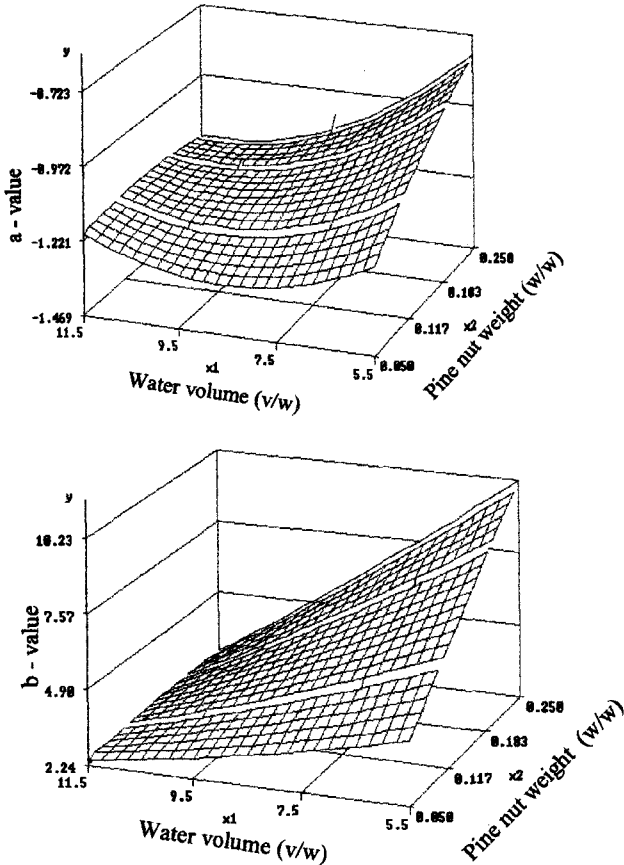 y
-0.723
-0.972
-1.221
-1.469
a - value
11.5
9.5
7.5
5.5
x1
Water volume (v/w)
0.050
0.117
0.183
0.250
x2
Pine nut weight (w/w)
y
10.23
7.57
4.90
2.24
b - value
11.5
9.5
7.5
5.5
x1
Water volume (v/w)
0.050
0.117
0.183
0.250
x2
Pine nut weight (w/w)